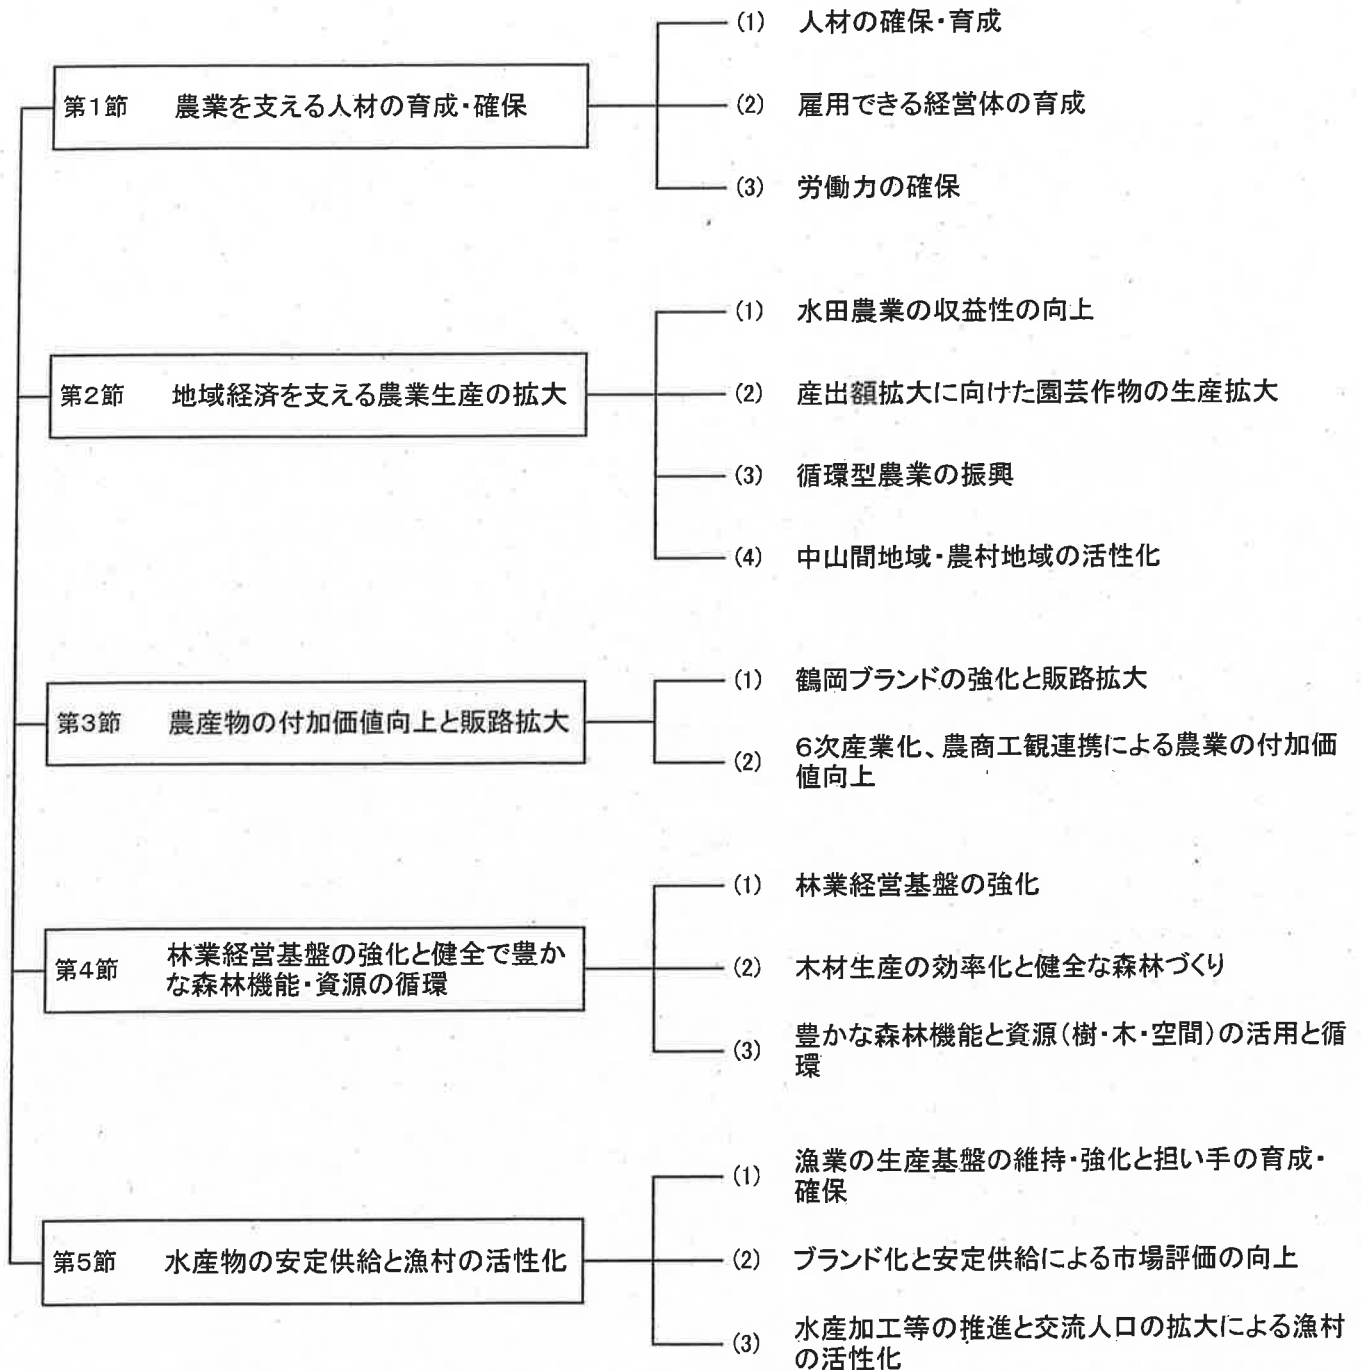 第1節　農業を支える人材の育成・確保
(1)　人材の確保・育成
(2)　雇用できる経営体の育成
(3)　労働力の確保
第2節　地域経済を支える農業生産の拡大
(1)　水田農業の収益性の向上
(2)　産出額拡大に向けた園芸作物の生産拡大
(3)　循環型農業の振興
(4)　中山間地域・農村地域の活性化
第3節　農産物の付加価値向上と販路拡大
(1)　鶴岡ブランドの強化と販路拡大
(2)　6次産業化、農商工観連携による農業の付加価
値向上
第4節　林業経営基盤の強化と健全で豊か
な森林機能・資源の循環
(1)　林業経営基盤の強化
(2)　木材生産の効率化と健全な森林づくり
(3)　豊かな森林機能と資源(樹・木・空間)の活用と循
環
第5節　水産物の安定供給と漁村の活性化
(1)　漁業の生産基盤の維持・強化と担い手の育成・
確保
(2)　ブランド化と安定供給による市場評価の向上
(3)　水産加工等の推進と交流人口の拡大による漁村
の活性化